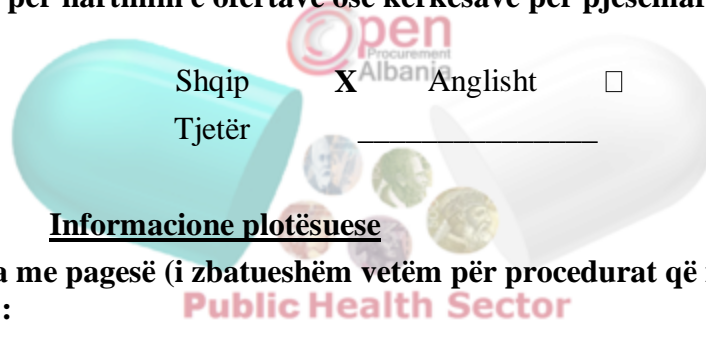 për hartimin e ofertave ose kërkesave për
Open
Procurement
Albania
Shqip X Anglisht □
Tjetër _______________
Informacione plotësuese
me pagesë (i zbatueshëm vetëm për procedurat që
:
Public Health Sector